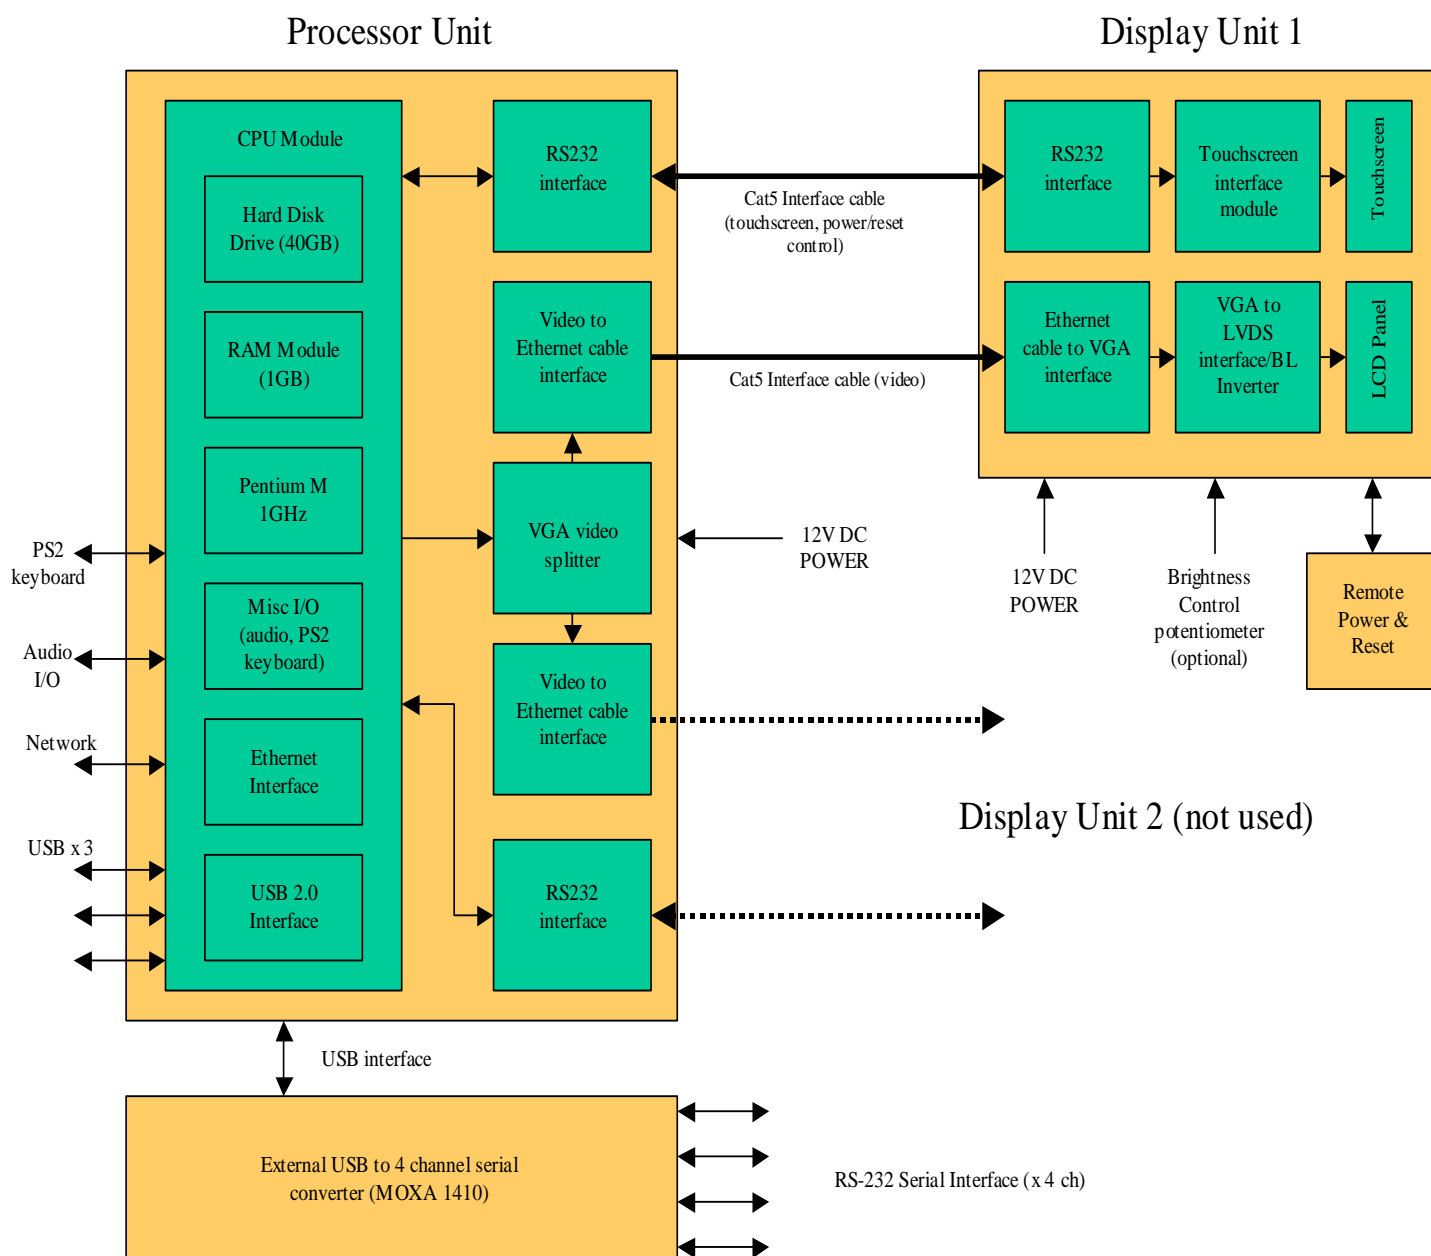 Processor Unit
Display Unit 1
CPU Module
Hard Disk
Drive (40GB)
RAM Module
(1GB)
Pentium M
1GHz
Misc I/O
(audio, PS2
keyboard)
Ethernet
Interface
USB 2.0
Interface
RS232
interface
Video to
Ethernet cable
interface
VGA video
splitter
Video to
Ethernet cable
interface
RS232
interface
PS2
keyboard
Audio
I/O
Network
USB x 3
Cat5 Interface cable
(touchscreen, power/reset
control)
Cat5 Interface cable (video)
12V DC
POWER
RS232
interface
Touchscreen
interface
module
Touchscreen
Ethernet
cable to VGA
interface
VGA to
LVDS
interface/BL
Inverter
LCD Panel
12V DC
POWER
Brightness
Control
potentiometer
(optional)
Remote
Power &
Reset
Display Unit 2 (not used)
USB interface
External USB to 4 channel serial
converter (MOXA 1410)
RS-232 Serial Interface (x 4 ch)